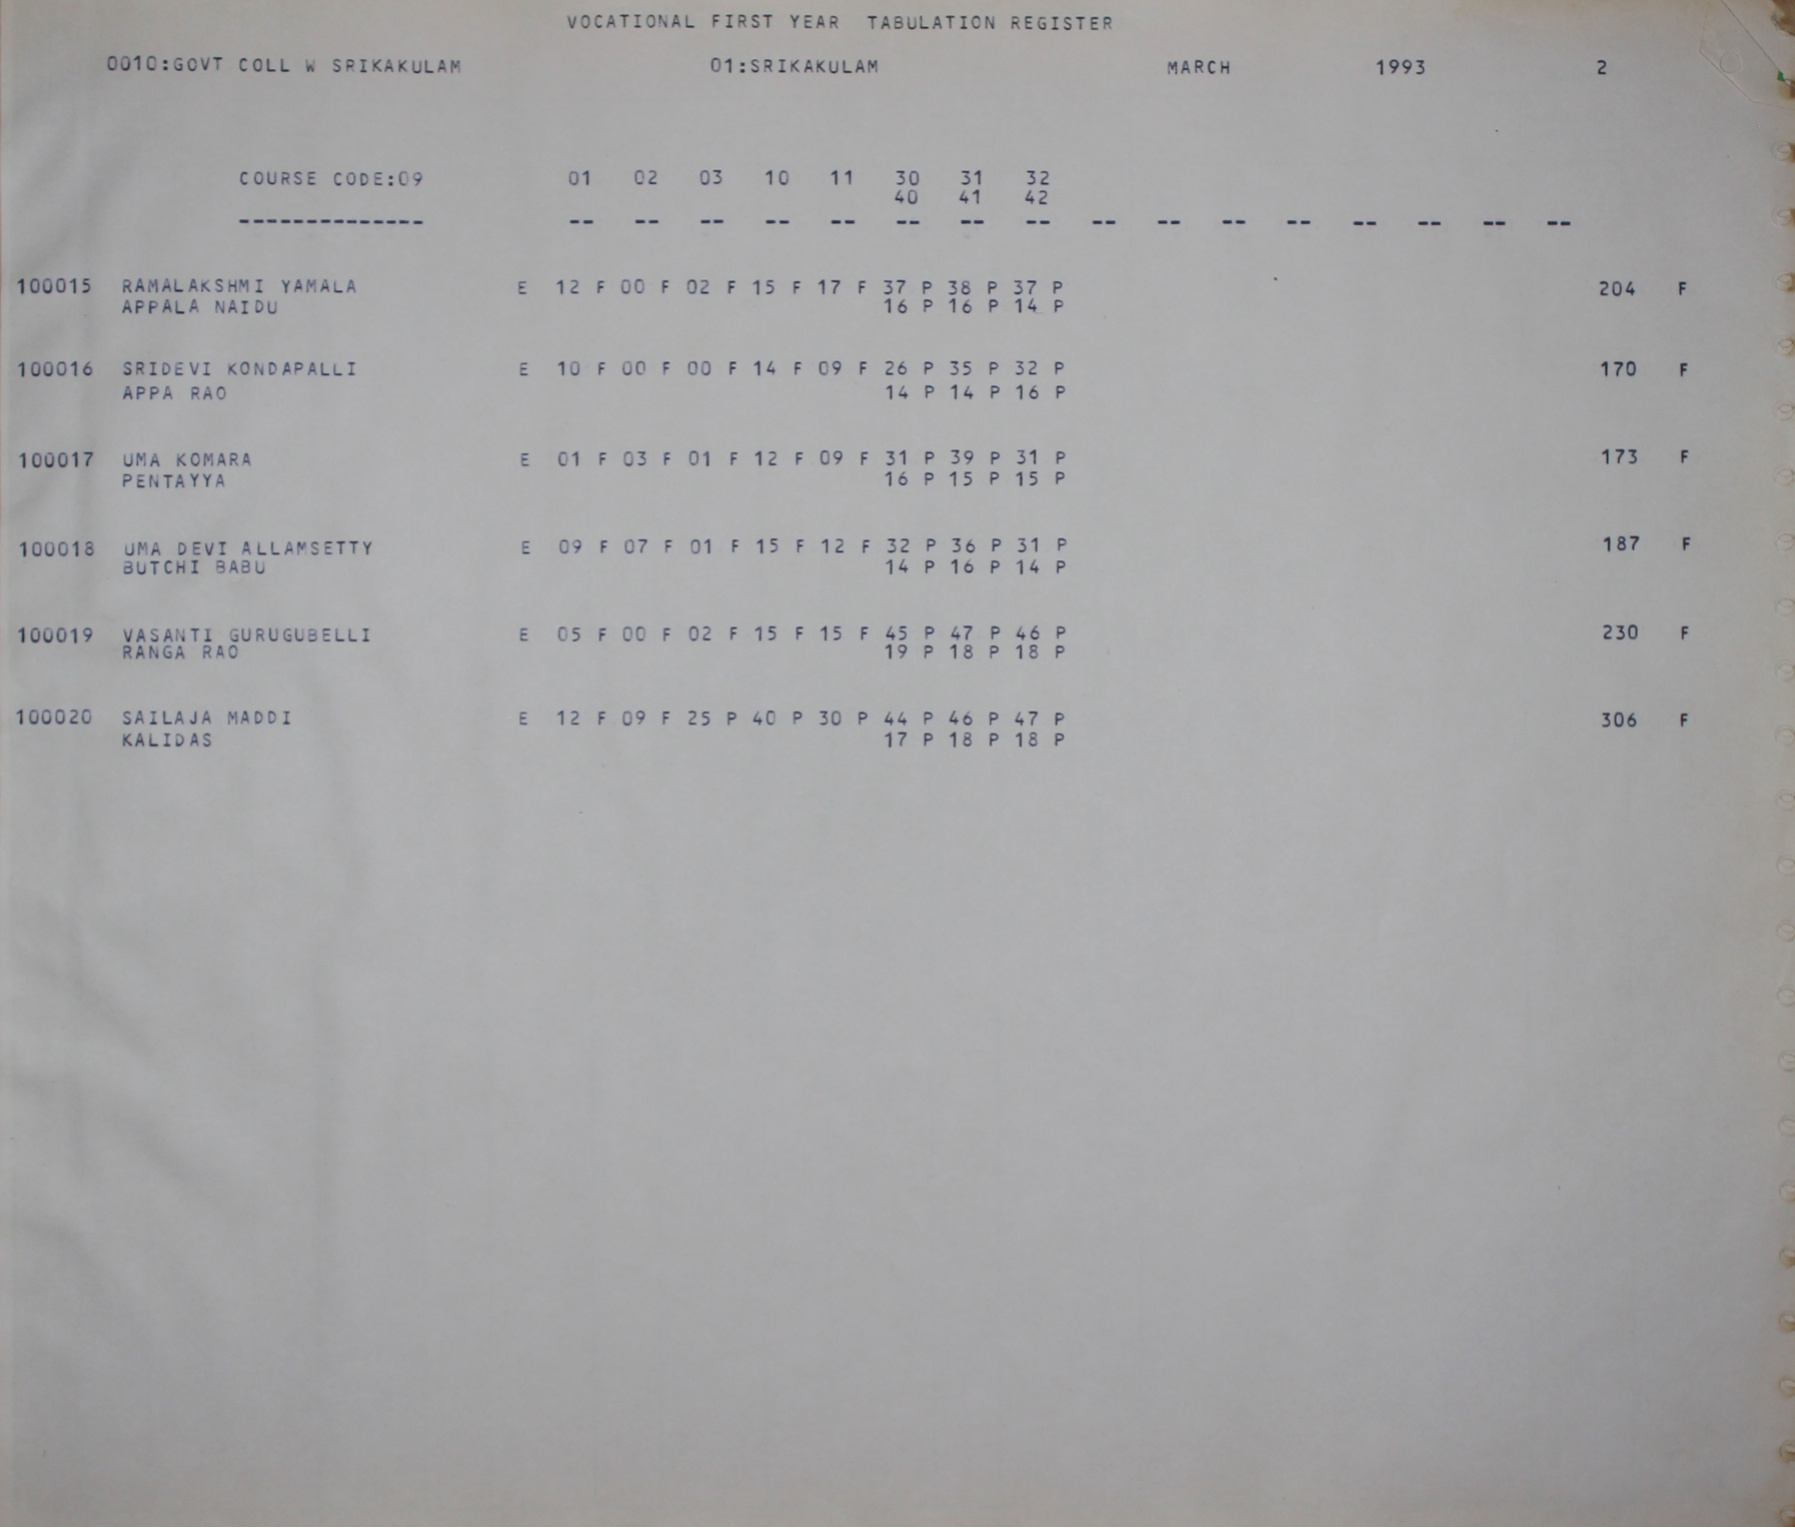 VOCATIONAL FIRST YEAR TABULATION REGISTER
0010:GOVT COLL W SRIKAKULAM 01:SRIKAKULAM MARCH 1993 2
COURSE CODE:09 01 02 03 10 11 30 31 32
40 41 42
-------------- -- -- -- -- -- -- -- -- -- -- -- -- -- -- -- --
100015 RAMALAKSHMI YAMALA E 12 F 00 F 02 F 15 F 17 F 37 P 38 P 37 P 204 F
APPALA NAIDU 16 P 16 P 14 P
100016 SRIDEVI KONDAPALLI E 10 F 00 F 00 F 14 F 09 F 26 P 35 P 32 P 170 F
APPA RAO 14 P 14 P 16 P
100017 UMA KOMARA E 01 F 03 F 01 F 12 F 09 F 31 P 39 P 31 P 173 F
PENTAYYA 16 P 15 P 15 P
100018 UMA DEVI ALLAMSETTY E 09 F 07 F 01 F 15 F 12 F 32 P 36 P 31 P 187 F
BUTCHI BABU 14 P 16 P 14 P
100019 VASANTI GURUGUBELLI E 05 F 00 F 02 F 15 F 15 F 45 P 47 P 46 P 230 F
RANGA RAO 19 P 18 P 18 P
100020 SAILAJA MADDI E 12 F 09 F 25 P 40 P 30 P 44 P 46 P 47 P 306 F
KALIDAS 17 P 18 P 18 P